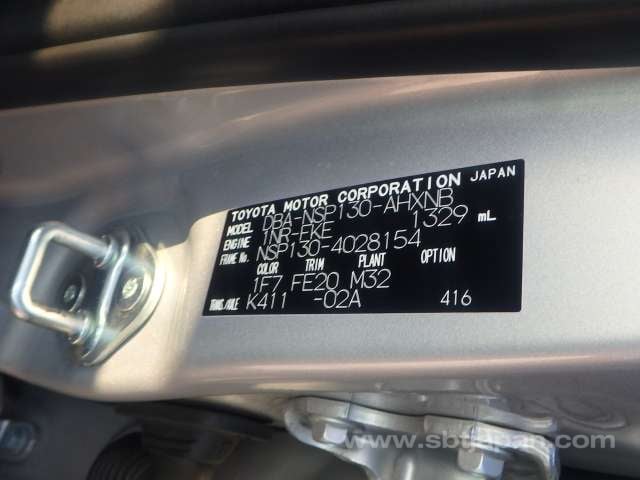 TOYOTA MOTOR CORPORATION JAPAN
MODEL DBA-NSP130-AHXNB
ENGINE 1NR-FKE 1329 mL
FRAME No. NSP130-4028154
COLOR TRIM PLANT OPTION
1F7 FE20 M32
TRANS./AXLE K411 -02A 416
www.sbtjapan.com